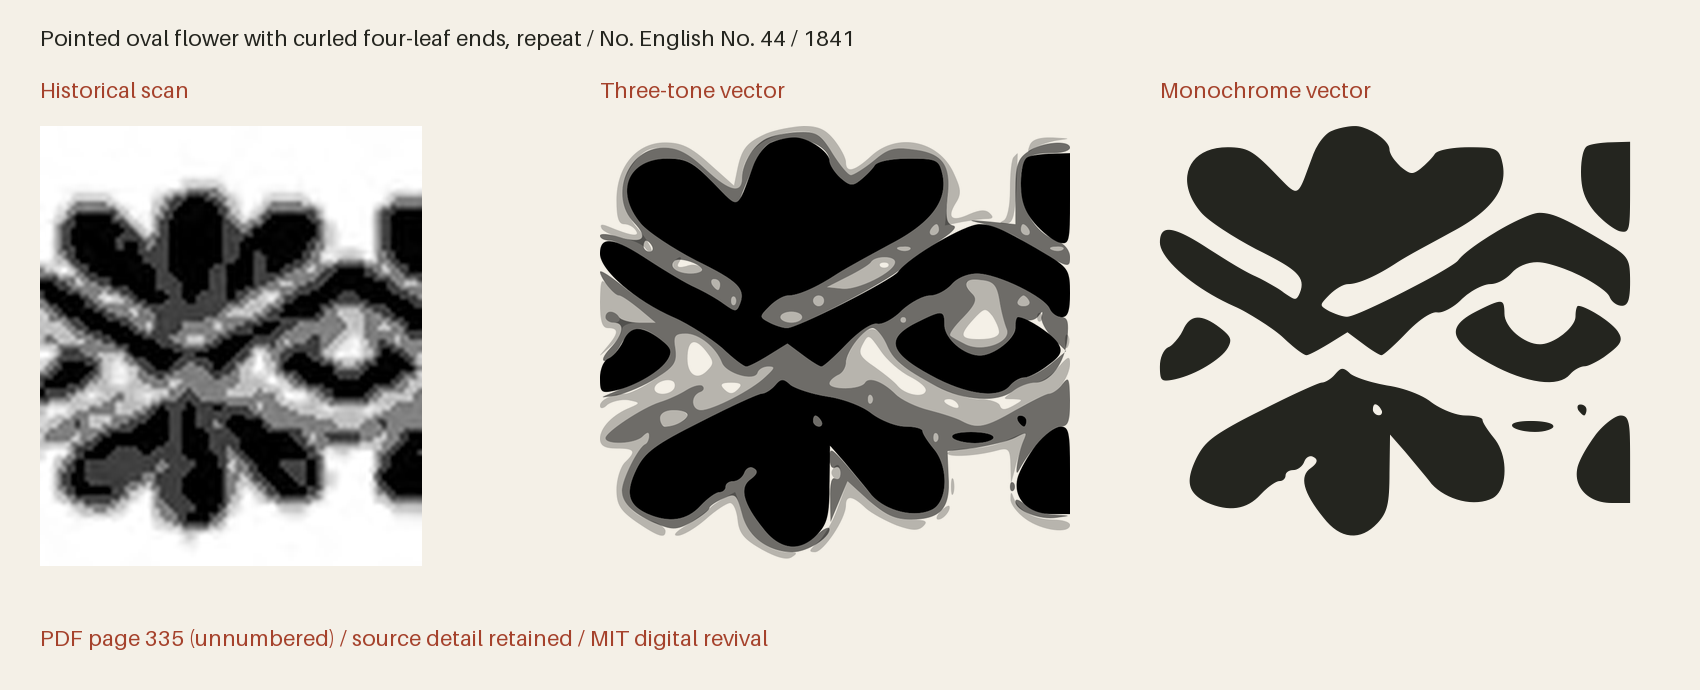 Pointed oval flower with curled four-leaf ends, repeat / No. English No. 44 / 1841
Historical scan
Three-tone vector
Monochrome vector
PDF page 335 (unnumbered) / source detail retained / MIT digital revival